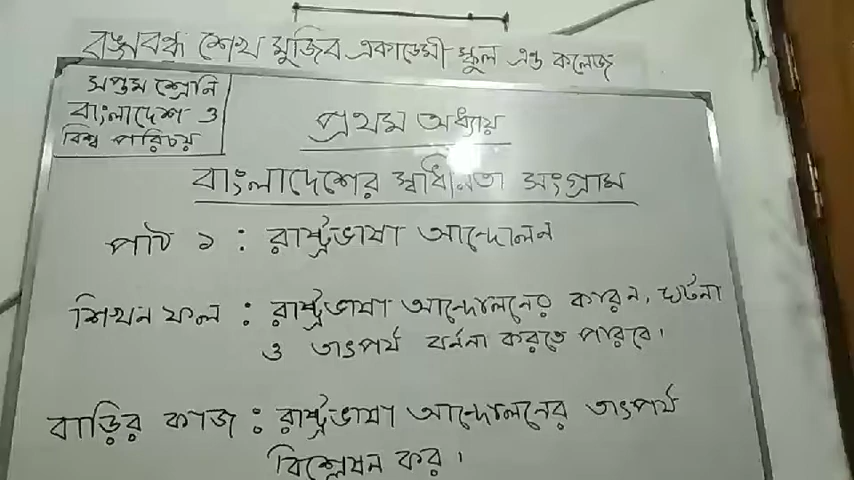 বঙ্গবন্ধু শেখ মুজিব একাডেমী স্কুল এণ্ড কলেজ
সপ্তম শ্রেনি
বাংলাদেশ ও
বিশ্ব পরিচয়
প্রথম অধ্যায়
বাংলাদেশের স্বাধীনতা সংগ্রাম
পাঠ ১ : রাষ্ট্রভাষা আন্দোলন
শিখন ফল : রাষ্ট্রভাষা আন্দোলনের কারন, ঘটনা
ও তাৎপর্য বর্ননা করতে পারবে।
বাড়ির কাজ : রাষ্ট্রভাষা আন্দোলনের তাৎপর্য
বিশ্লেষন কর।